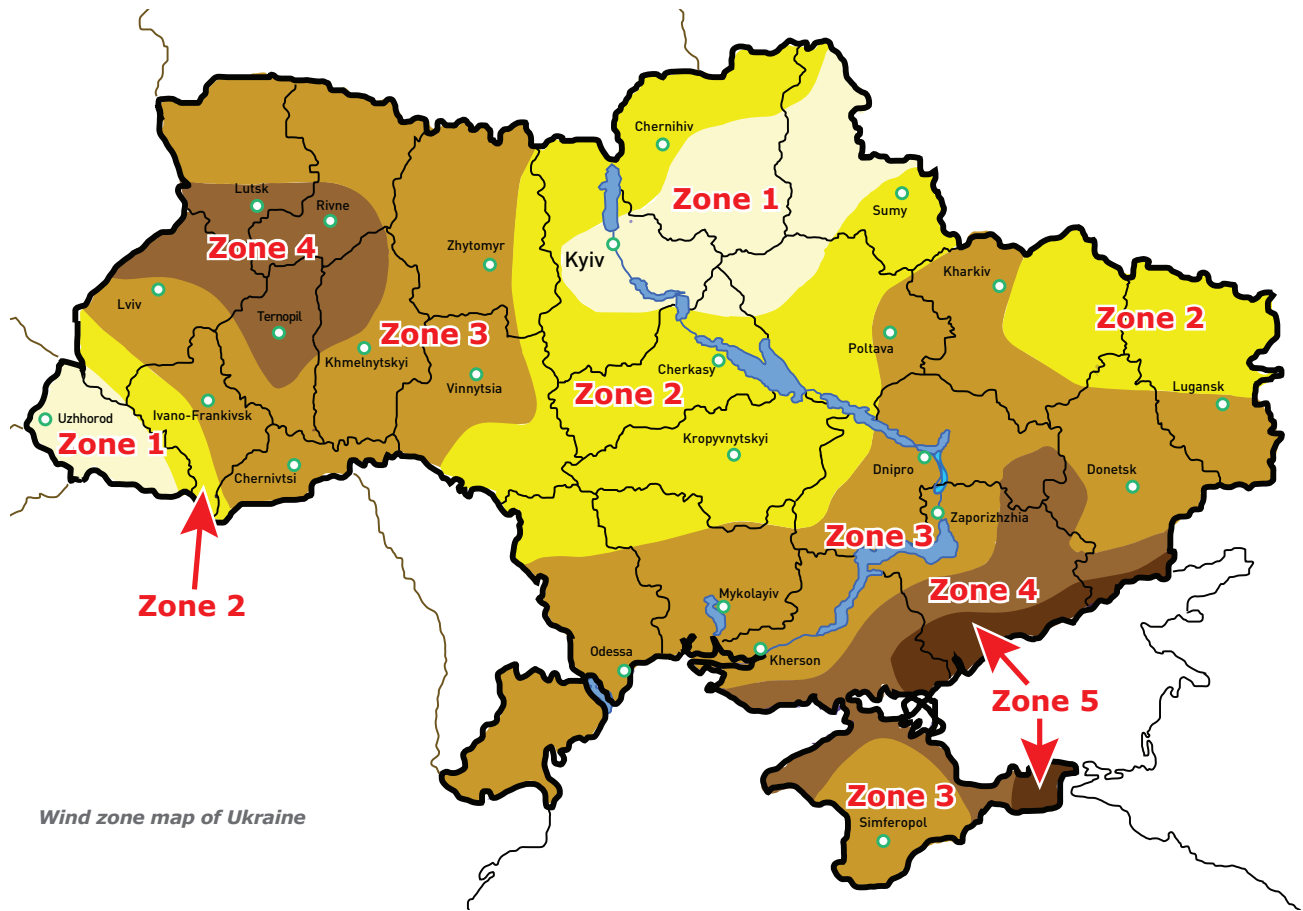 Chernihiv
Lutsk
Rivne
Zone 1
Sumy
Zone 4
Zhytomyr
Kyiv
Kharkiv
Lviv
Ternopil
Zone 3
Zone 2
Khmelnytskyi
Poltava
Cherkasy
Vinnytsia
Zone 2
Lugansk
Uzhhorod
Ivano-Frankivsk
Zone 1
Kropyvnytskyi
Chernivtsi
Dnipro
Donetsk
Zaporizhzhia
Zone 3
Zone 2
Mykolayiv
Zone 4
Odessa
Kherson
Zone 5
Zone 3
Wind zone map of Ukraine
Simferopol